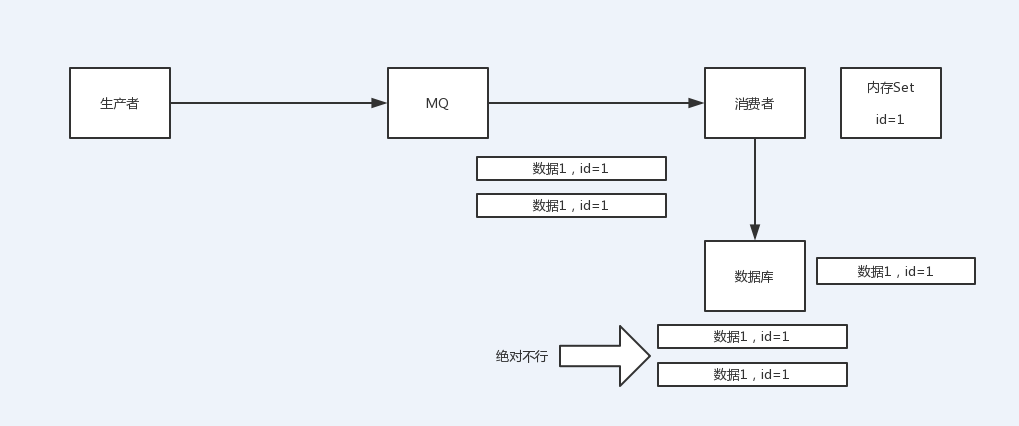 生产者
MQ
消费者
内存Set
id=1
数据1，id=1
数据1，id=1
数据库
数据1，id=1
数据1，id=1
绝对不行
数据1，id=1